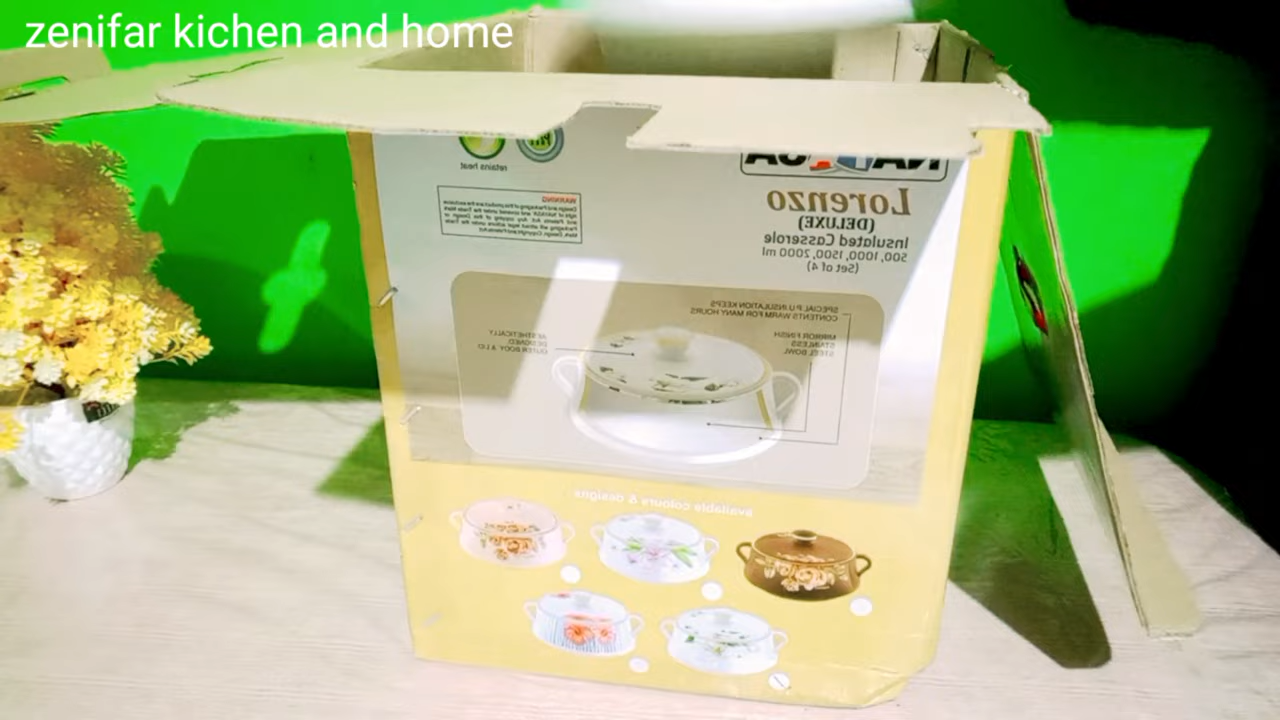 zenifar kichen and home
retains heat
WARNING
Lorenzo
(DELUXE)
Insulated Casserole
500, 1000, 1500, 2000 ml
(Set of 4)
SPECIAL P.U.INSULATION KEEPS
CONTENTS WARM FOR MANY HOURS
AESTHETICALLY
DESIGNED
OUTER BODY & LID
MIRROR FINISH
STAINLESS
STEEL BOWL
available colours & designs